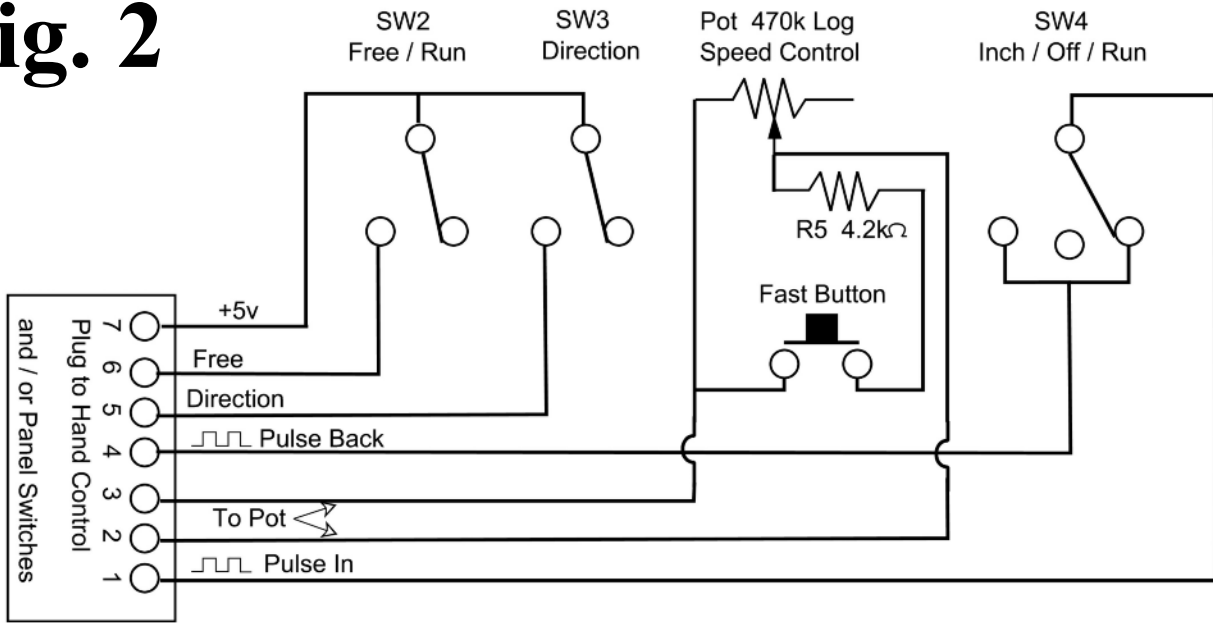 ig. 2
SW2
Free / Run
SW3
Direction
Pot 470k Log
Speed Control
SW4
Inch / Off / Run
R5 4.2kΩ
Fast Button
+5v
Free
Direction
Pulse Back
To Pot
Pulse In
7
6
5
4
3
2
1
Plug to Hand Control
and / or Panel Switches